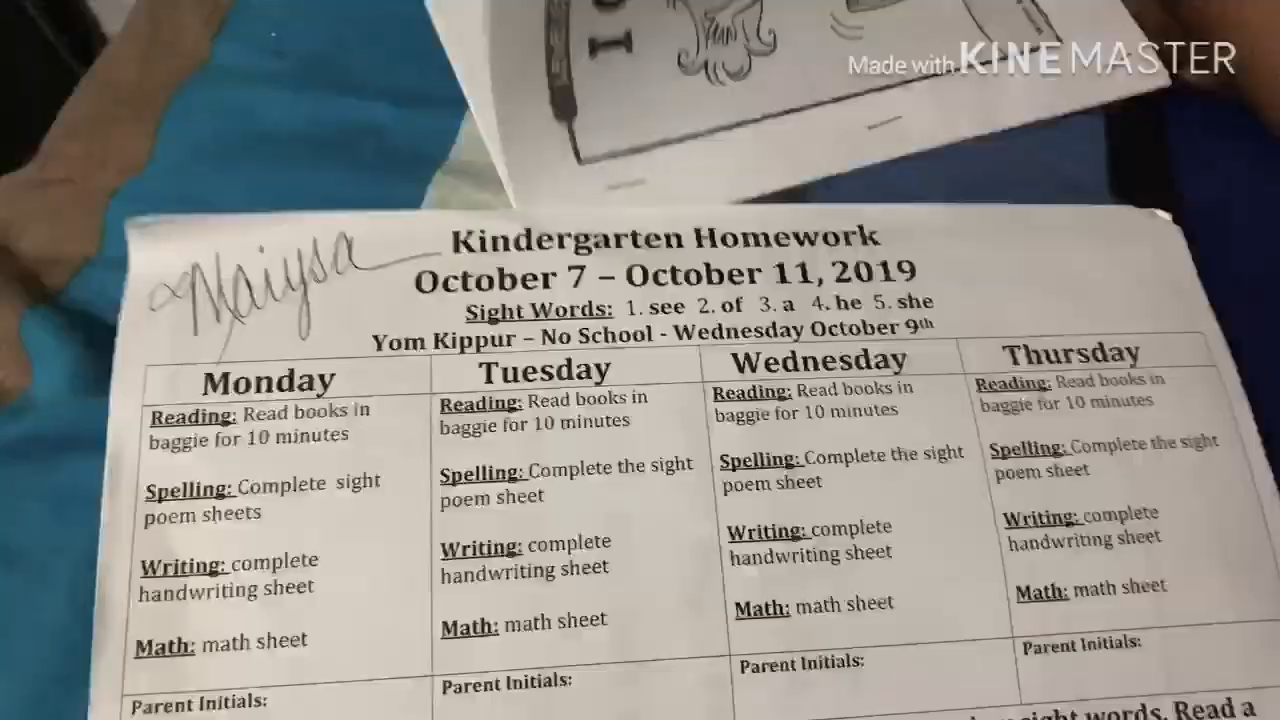 I
Made with KINEMASTER
Maiysa
Kindergarten Homework
October 7 – October 11, 2019
Sight Words: 1. see 2. of 3. a 4. he 5. she
Yom Kippur – No School - Wednesday October 9th
Monday
Reading: Read books in
baggie for 10 minutes
Spelling: Complete sight
poem sheets
Writing: complete
handwriting sheet
Math: math sheet
Parent Initials:
Tuesday
Reading: Read books in
baggie for 10 minutes
Spelling: Complete the sight
poem sheet
Writing: complete
handwriting sheet
Math: math sheet
Parent Initials:
Wednesday
Reading: Read books in
baggie for 10 minutes
Spelling: Complete the sight
poem sheet
Writing: complete
handwriting sheet
Math: math sheet
Parent Initials:
Thursday
Reading: Read books in
baggie for 10 minutes
Spelling: Complete the sight
poem sheet
Writing: complete
handwriting sheet
Math: math sheet
Parent Initials:
sight words. Read a